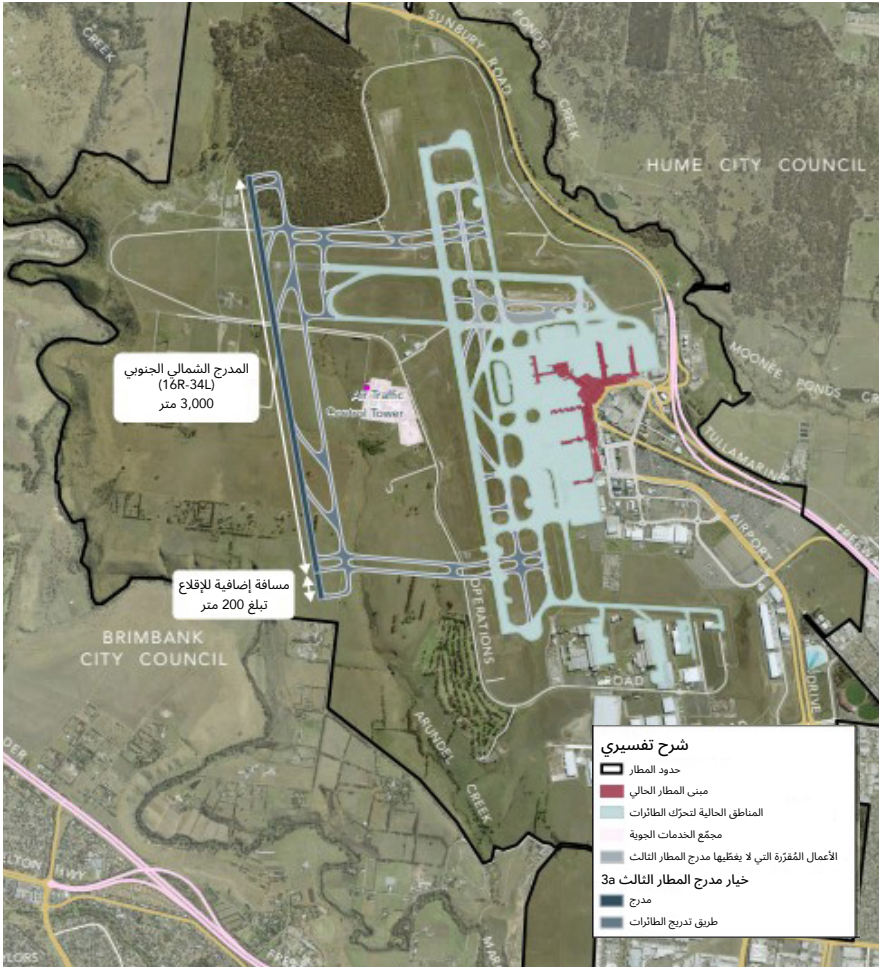 SUNBURY ROAD
PONDS CREEK
CREEK
HUME CITY COUNCIL
MOONEE PONDS
المدرج الشمالي الجنوبي
(16R-34L)
3,000 متر
Air Traffic
Control Tower
TULLAMARINE
AIRPORT
DRIVE
مسافة إضافية للإقلاع
تبلغ 200 متر
OPERATIONS
ROAD
BRIMBANK
CITY COUNCIL
ARUNDEL
CREEK
شرح تفسيري
حدود المطار
مبنى المطار الحالي
المناطق الحالية لتحرّك الطائرات
مجمّع الخدمات الجوية
الأعمال المُقرّرة التي لا يغطّيها مدرج المطار الثالث
خيار مدرج المطار الثالث 3a
مدرج
طريق تدريج الطائرات